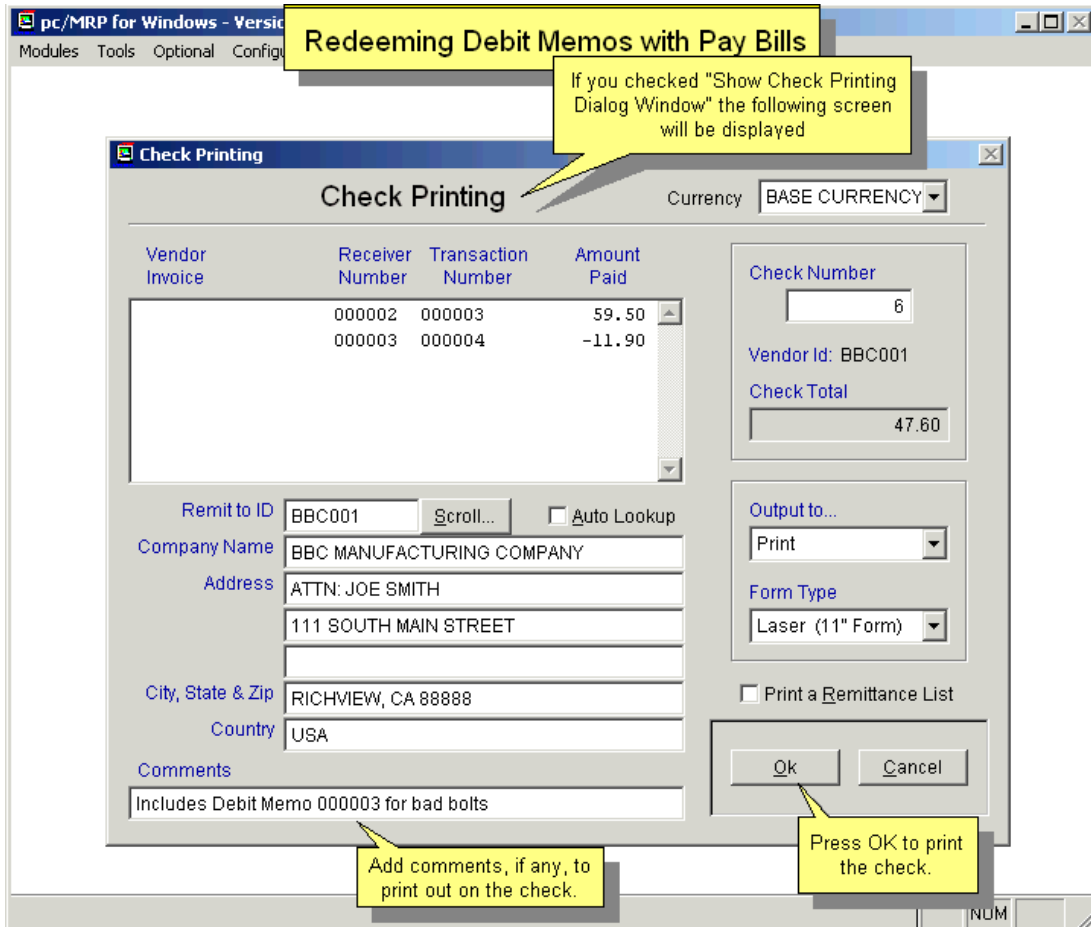 pc/MRP for Windows - Versic
Redeeming Debit Memos with Pay Bills
Modules Tools Optional Configu
If you checked "Show Check Printing
Dialog Window" the following screen
will be displayed
Check Printing
Check Printing
Currency BASE CURRENCY
Vendor Invoice Receiver Number Transaction Number Amount Paid
000002 000003 59.50
000003 000004 -11.90
Check Number
6
Vendor Id: BBC001
Check Total
47.60
Remit to ID BBC001 Scroll... Auto Lookup
Company Name BBC MANUFACTURING COMPANY
Address ATTN: JOE SMITH
111 SOUTH MAIN STREET
City, State & Zip RICHVIEW, CA 88888
Country USA
Comments
Includes Debit Memo 000003 for bad bolts
Output to...
Print
Form Type
Laser (11" Form)
Print a Remittance List
Ok Cancel
Add comments, if any, to
print out on the check.
Press OK to print
the check.
NUM